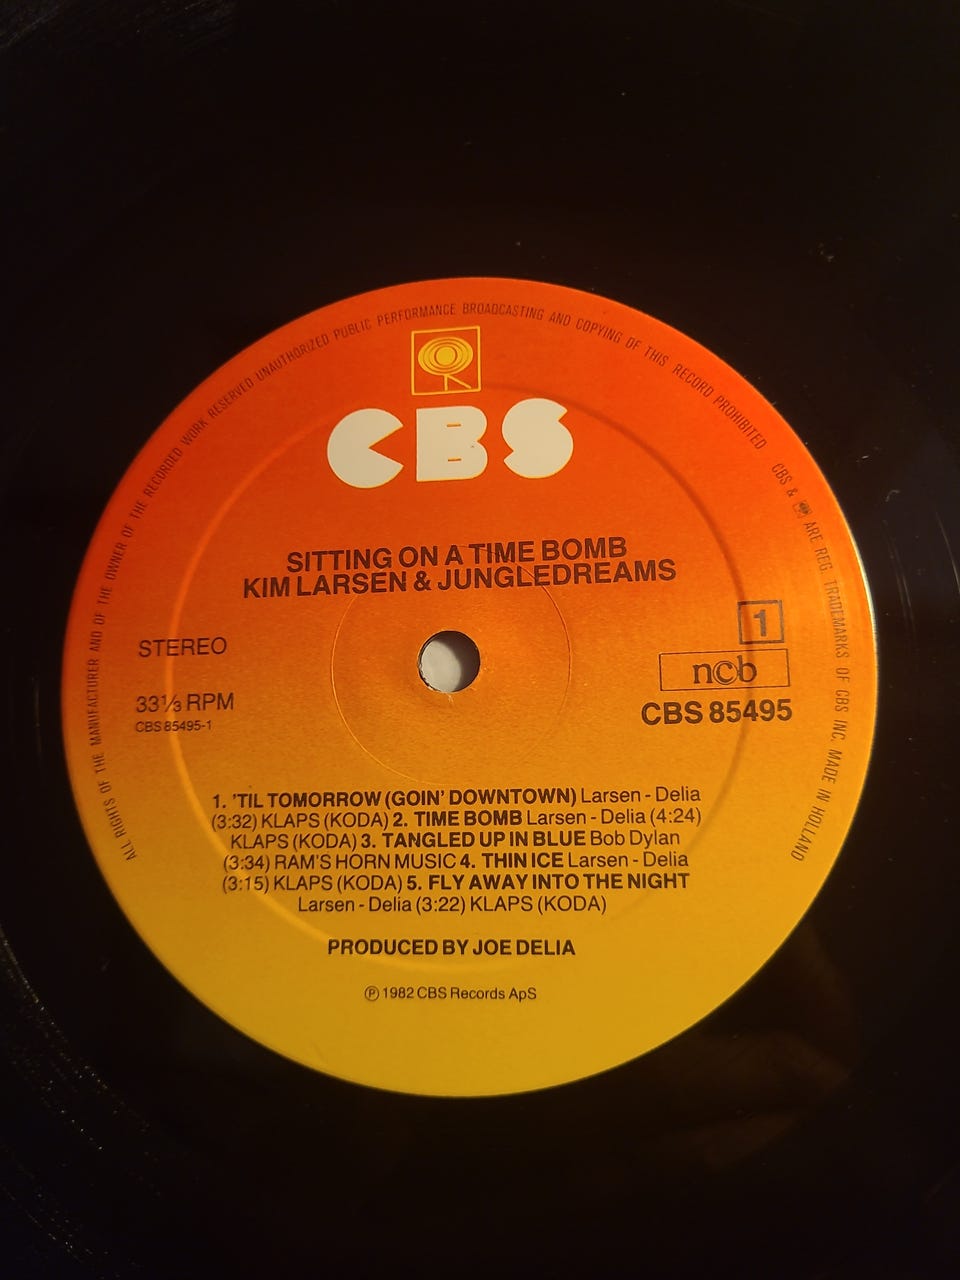 ALL RIGHTS OF THE MANUFACTURER AND OF THE OWNER OF THE RECORDED WORK RESERVED UNAUTHORIZED PUBLIC PERFORMANCE BROADCASTING AND COPYING OF THIS RECORD PROHIBITED CBS & ARE REG. TRADEMARKS OF CBS INC. MADE IN HOLLAND
CBS
SITTING ON A TIME BOMB
KIM LARSEN & JUNGLEDREAMS
STEREO
33⅓ RPM
CBS 85495-1
1
ncb
CBS 85495
1. 'TIL TOMORROW (GOIN' DOWNTOWN) Larsen - Delia
(3:32) KLAPS (KODA) 2. TIME BOMB Larsen - Delia (4:24)
KLAPS (KODA) 3. TANGLED UP IN BLUE Bob Dylan
(3:34) RAM'S HORN MUSIC 4. THIN ICE Larsen - Delia
(3:15) KLAPS (KODA) 5. FLY AWAY INTO THE NIGHT
Larsen - Delia (3:22) KLAPS (KODA)
PRODUCED BY JOE DELIA
℗ 1982 CBS Records ApS